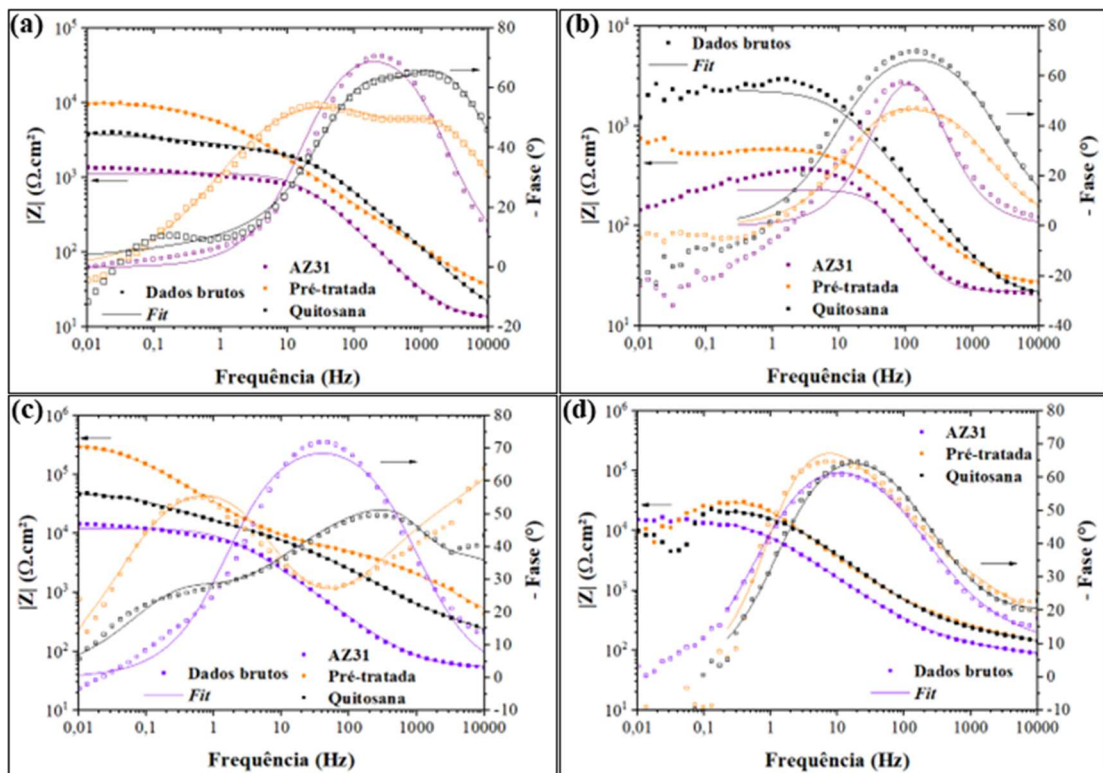 (a)
10⁵
10⁴
10³
10²
10¹
|Z| (Ω.cm²)
80
60
40
20
0
-20
- Fase (°)
Dados brutos
Fit
AZ31
Pré-tratada
Quitosana
0,01 0,1 1 10 100 1000 10000
Frequência (Hz)
(b)
10⁴
10³
10²
10¹
|Z| (Ω.cm²)
80
60
40
20
0
-20
-40
- Fase (°)
Dados brutos
Fit
AZ31
Pré-tratada
Quitosana
0,01 0,1 1 10 100 1000 10000
Frequência (Hz)
(c)
10⁶
10⁵
10⁴
10³
10²
10¹
|Z| (Ω.cm²)
80
70
60
50
40
30
20
10
0
-10
- Fase (°)
Dados brutos
Fit
AZ31
Pré-tratada
Quitosana
0,01 0,1 1 10 100 1000 10000
Frequência (Hz)
(d)
10⁶
10⁵
10⁴
10³
10²
10¹
|Z| (Ω.cm²)
80
70
60
50
40
30
20
10
0
-10
- Fase (°)
AZ31
Pré-tratada
Quitosana
Dados brutos
Fit
0,01 0,1 1 10 100 1000 10000
Frequência (Hz)